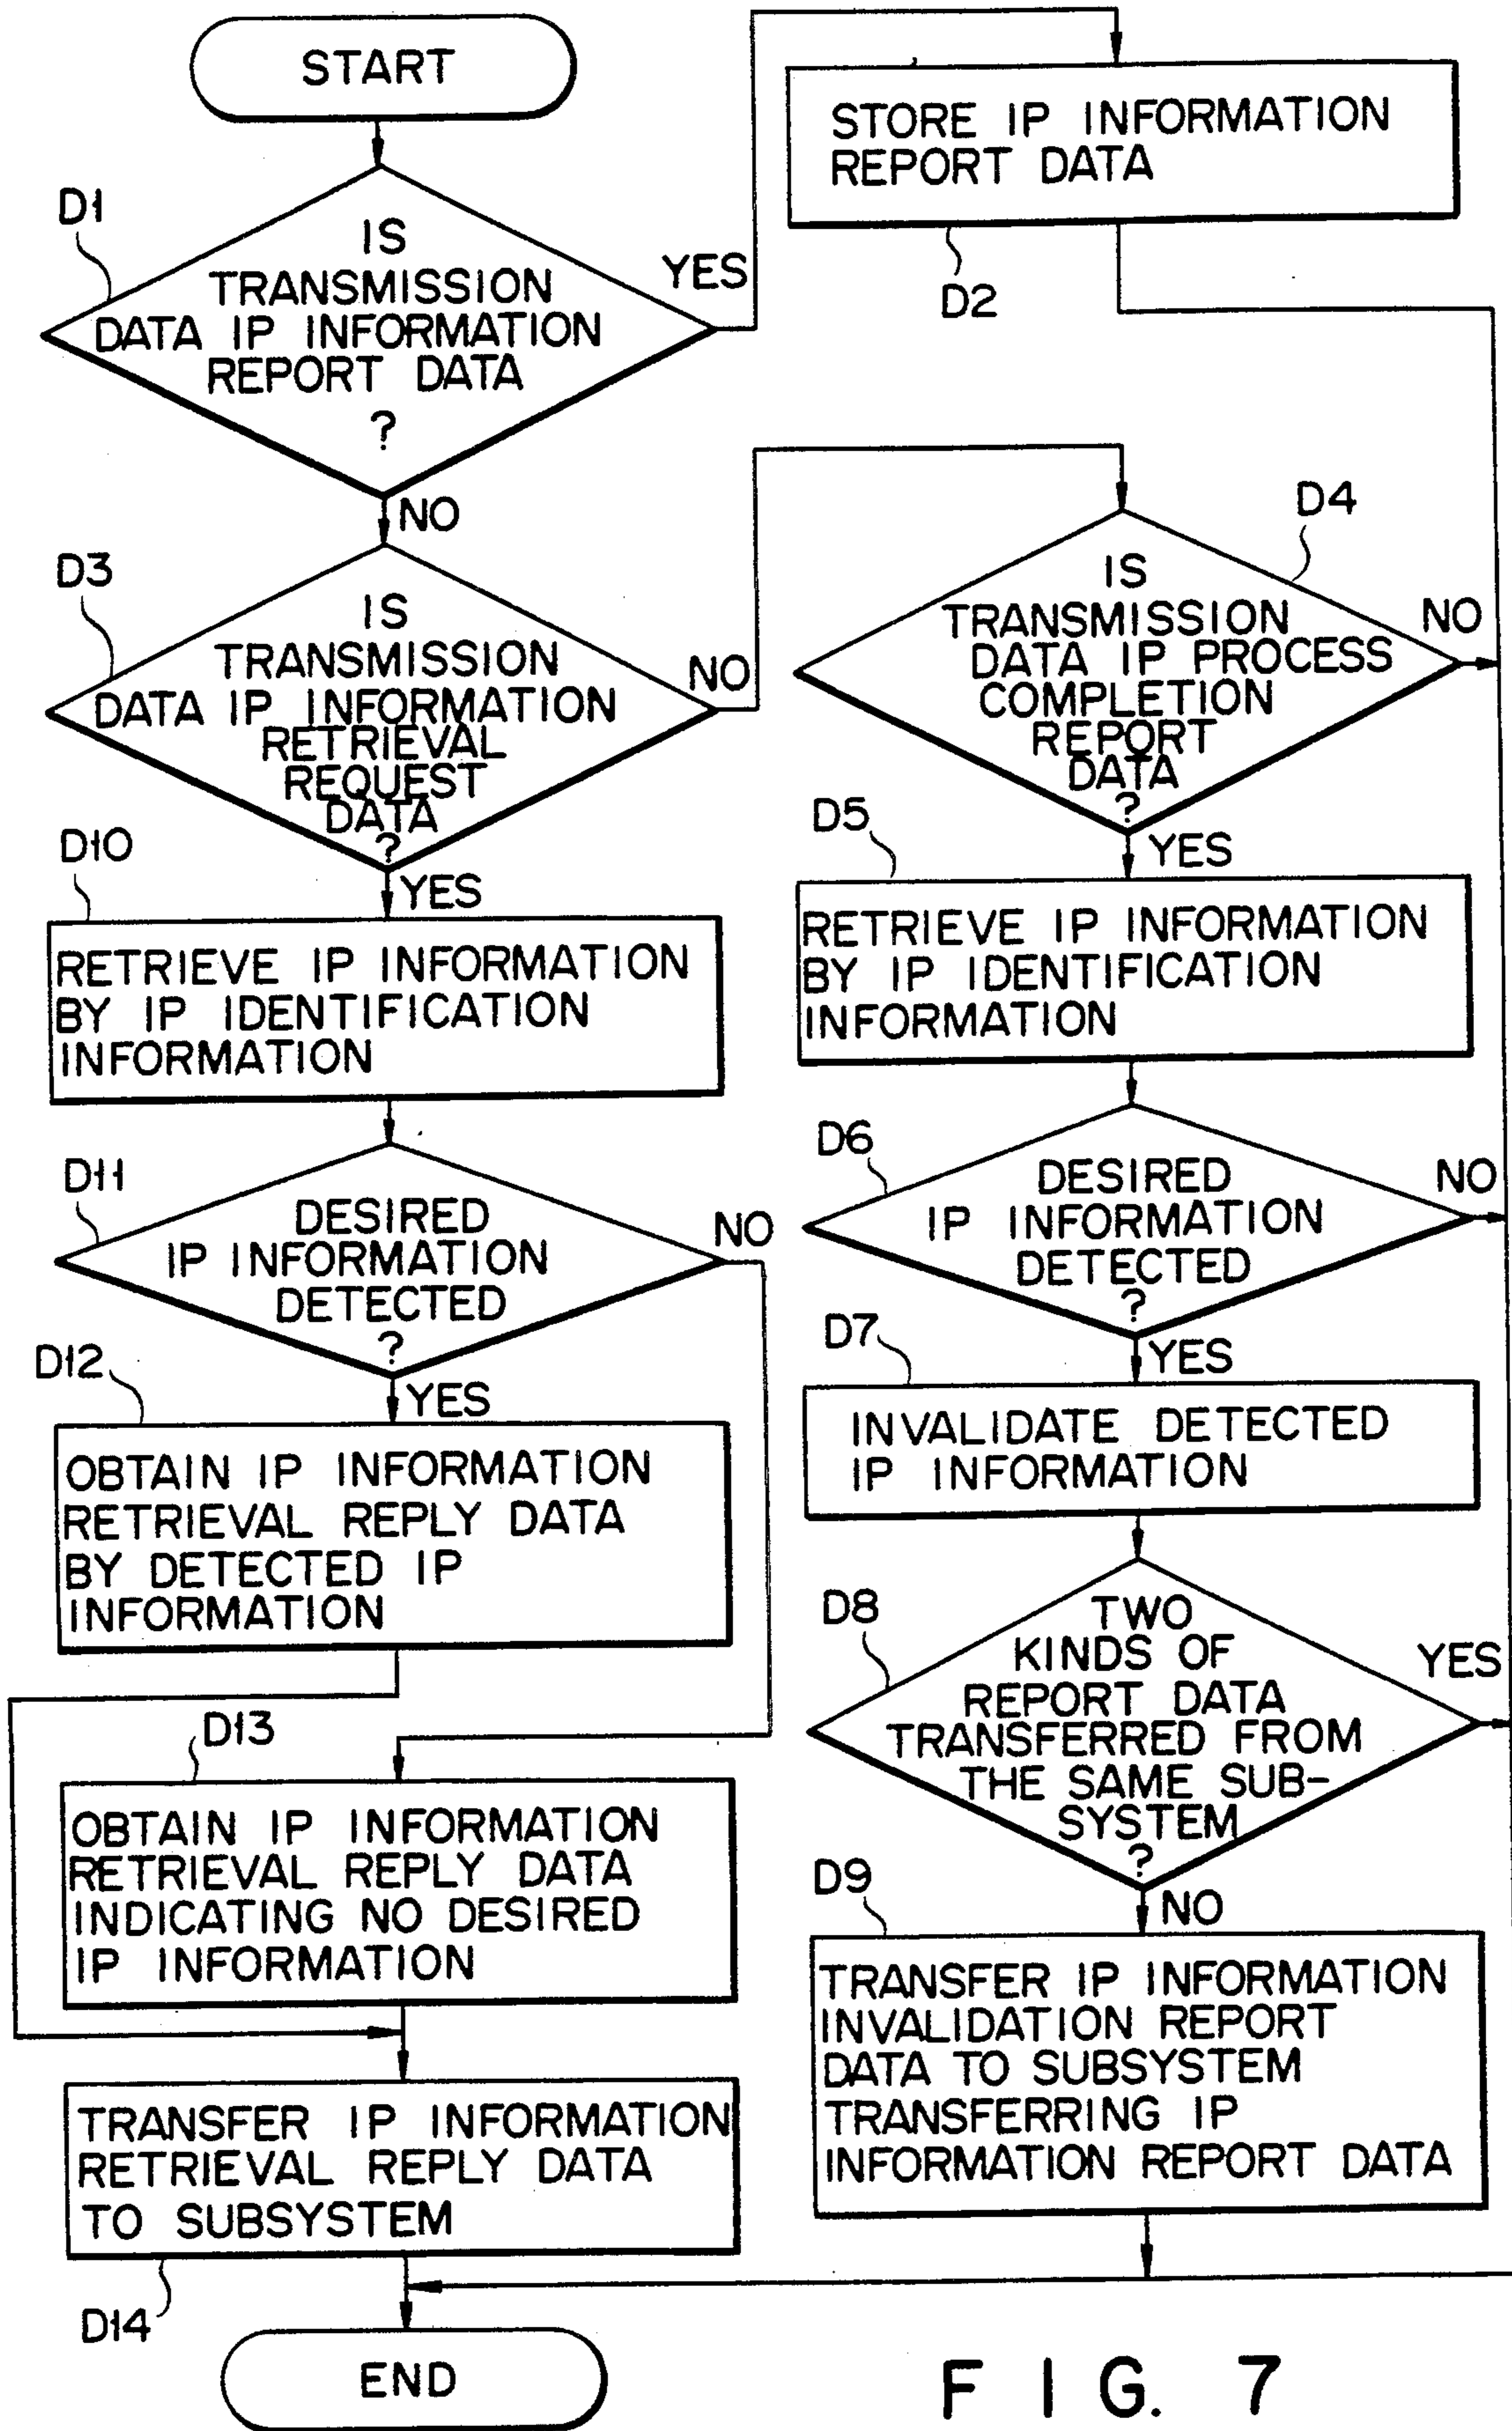 START
D1
IS
TRANSMISSION
DATA IP INFORMATION
REPORT DATA
?
YES
STORE IP INFORMATION
REPORT DATA
D2
NO
D3
IS
TRANSMISSION
DATA IP INFORMATION
RETRIEVAL
REQUEST
DATA
?
NO
D4
IS
TRANSMISSION
DATA IP PROCESS
COMPLETION
REPORT
DATA
?
NO
YES
D10
RETRIEVE IP INFORMATION
BY IP IDENTIFICATION
INFORMATION
YES
D5
RETRIEVE IP INFORMATION
BY IP IDENTIFICATION
INFORMATION
D11
DESIRED
IP INFORMATION
DETECTED
?
NO
D6
DESIRED
IP INFORMATION
DETECTED
?
NO
YES
D12
OBTAIN IP INFORMATION
RETRIEVAL REPLY DATA
BY DETECTED IP
INFORMATION
YES
D7
INVALIDATE DETECTED
IP INFORMATION
D8
TWO
KINDS OF
REPORT DATA
TRANSFERRED FROM
THE SAME SUB-
SYSTEM
?
YES
D13
OBTAIN IP INFORMATION
RETRIEVAL REPLY DATA
INDICATING NO DESIRED
IP INFORMATION
NO
D9
TRANSFER IP INFORMATION
INVALIDATION REPORT
DATA TO SUBSYSTEM
TRANSFERRING IP
INFORMATION REPORT DATA
TRANSFER IP INFORMATION
RETRIEVAL REPLY DATA
TO SUBSYSTEM
D14
END
FIG. 7